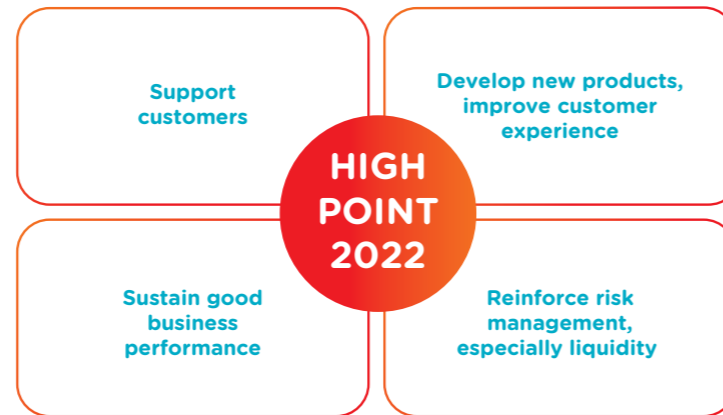 Support
customers
Develop new products,
improve customer
experience
HIGH
POINT
2022
Sustain good
business
performance
Reinforce risk
management,
especially liquidity